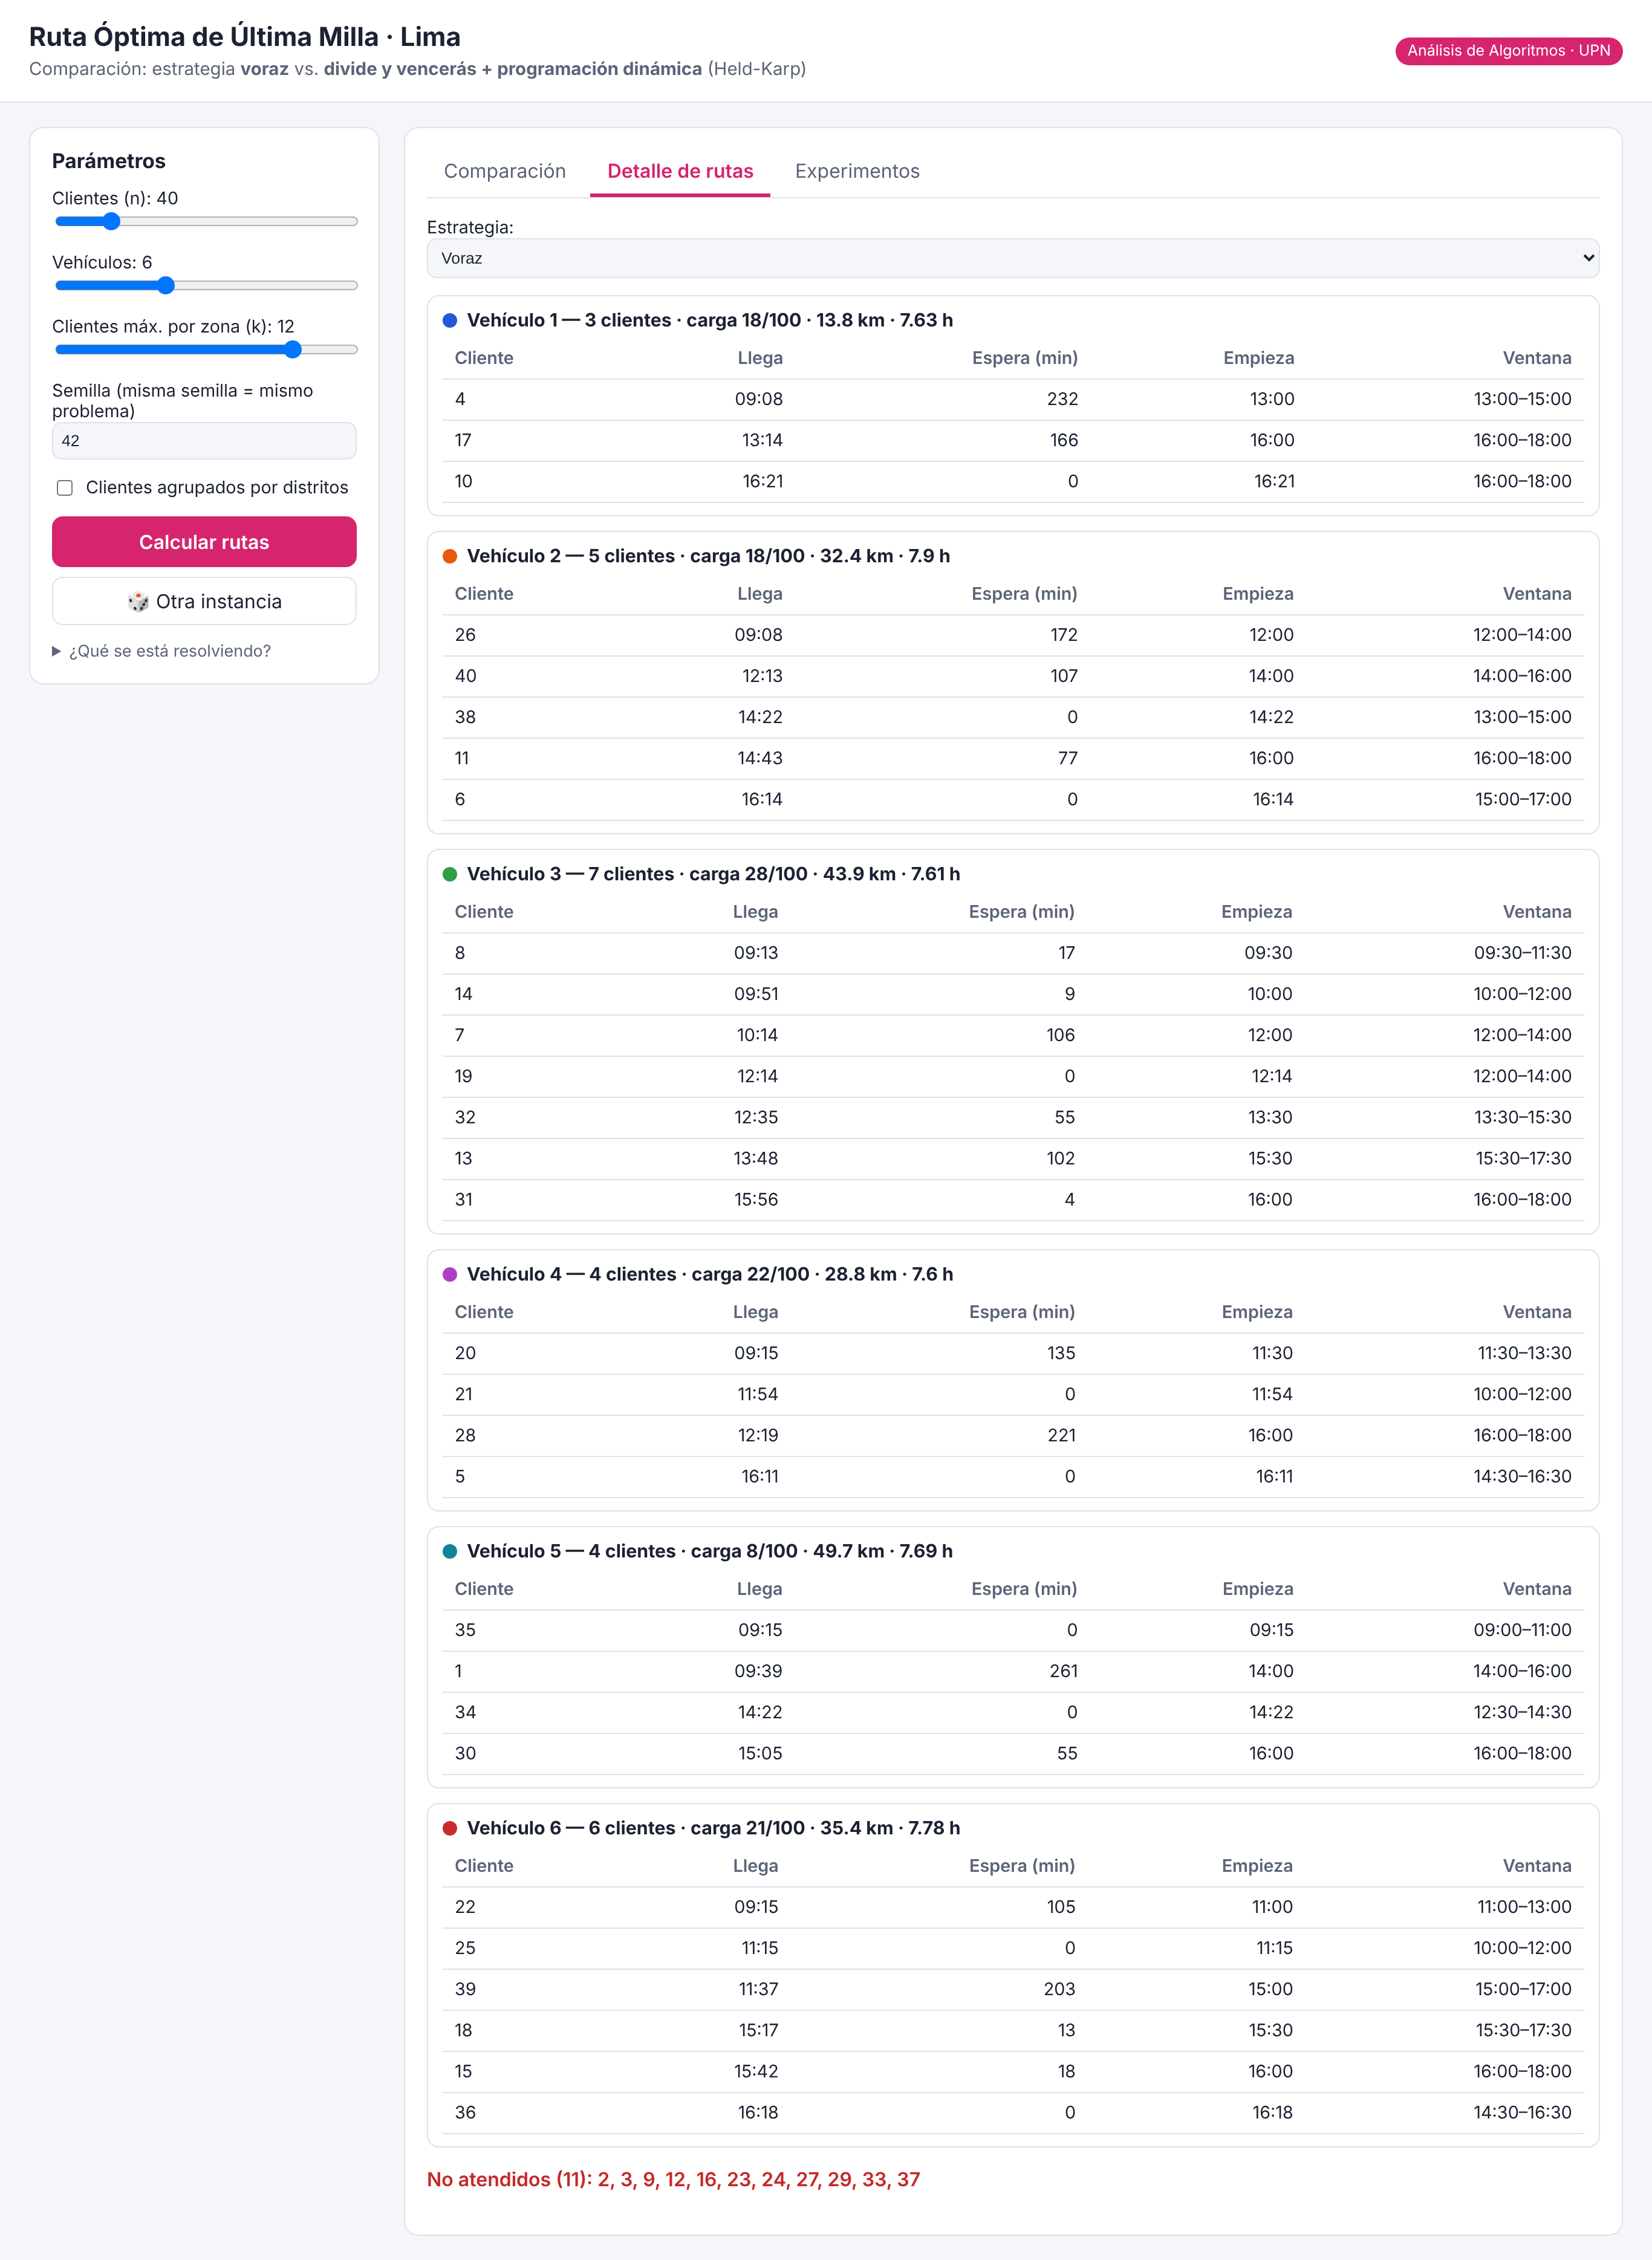 Ruta Óptima de Última Milla · Lima
Comparación: estrategia voraz vs. divide y vencerás + programación dinámica (Held-Karp)
Análisis de Algoritmos · UPN
Parámetros
Clientes (n): 40
Vehículos: 6
Clientes máx. por zona (k): 12
Semilla (misma semilla = mismo
problema)
42
Clientes agrupados por distritos
Calcular rutas
🎲 Otra instancia
▶ ¿Qué se está resolviendo?
Comparación Detalle de rutas Experimentos
Estrategia:
Voraz
Vehículo 1 — 3 clientes · carga 18/100 · 13.8 km · 7.63 h
Cliente Llega Espera (min) Empieza Ventana
4 09:08 232 13:00 13:00–15:00
17 13:14 166 16:00 16:00–18:00
10 16:21 0 16:21 16:00–18:00
Vehículo 2 — 5 clientes · carga 18/100 · 32.4 km · 7.9 h
Cliente Llega Espera (min) Empieza Ventana
26 09:08 172 12:00 12:00–14:00
40 12:13 107 14:00 14:00–16:00
38 14:22 0 14:22 13:00–15:00
11 14:43 77 16:00 16:00–18:00
6 16:14 0 16:14 15:00–17:00
Vehículo 3 — 7 clientes · carga 28/100 · 43.9 km · 7.61 h
Cliente Llega Espera (min) Empieza Ventana
8 09:13 17 09:30 09:30–11:30
14 09:51 9 10:00 10:00–12:00
7 10:14 106 12:00 12:00–14:00
19 12:14 0 12:14 12:00–14:00
32 12:35 55 13:30 13:30–15:30
13 13:48 102 15:30 15:30–17:30
31 15:56 4 16:00 16:00–18:00
Vehículo 4 — 4 clientes · carga 22/100 · 28.8 km · 7.6 h
Cliente Llega Espera (min) Empieza Ventana
20 09:15 135 11:30 11:30–13:30
21 11:54 0 11:54 10:00–12:00
28 12:19 221 16:00 16:00–18:00
5 16:11 0 16:11 14:30–16:30
Vehículo 5 — 4 clientes · carga 8/100 · 49.7 km · 7.69 h
Cliente Llega Espera (min) Empieza Ventana
35 09:15 0 09:15 09:00–11:00
1 09:39 261 14:00 14:00–16:00
34 14:22 0 14:22 12:30–14:30
30 15:05 55 16:00 16:00–18:00
Vehículo 6 — 6 clientes · carga 21/100 · 35.4 km · 7.78 h
Cliente Llega Espera (min) Empieza Ventana
22 09:15 105 11:00 11:00–13:00
25 11:15 0 11:15 10:00–12:00
39 11:37 203 15:00 15:00–17:00
18 15:17 13 15:30 15:30–17:30
15 15:42 18 16:00 16:00–18:00
36 16:18 0 16:18 14:30–16:30
No atendidos (11): 2, 3, 9, 12, 16, 23, 24, 27, 29, 33, 37